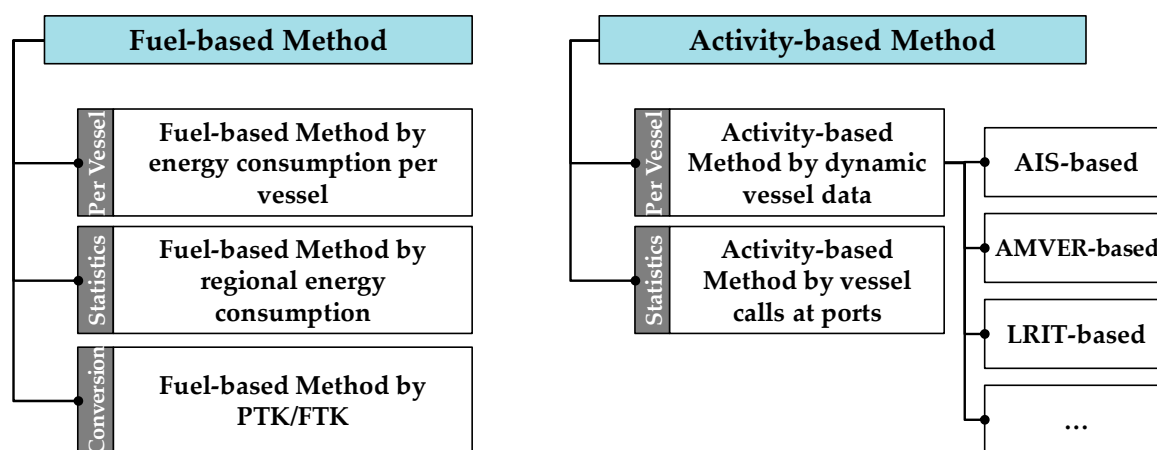 Fuel-based Method
Per Vessel
Fuel-based Method by
energy consumption per
vessel
Statistics
Fuel-based Method by
regional energy
consumption
Conversion
Fuel-based Method by
PTK/FTK
Activity-based Method
Per Vessel
Activity-based
Method by dynamic
vessel data
Statistics
Activity-based
Method by vessel
calls at ports
AIS-based
AMVER-based
LRIT-based
…